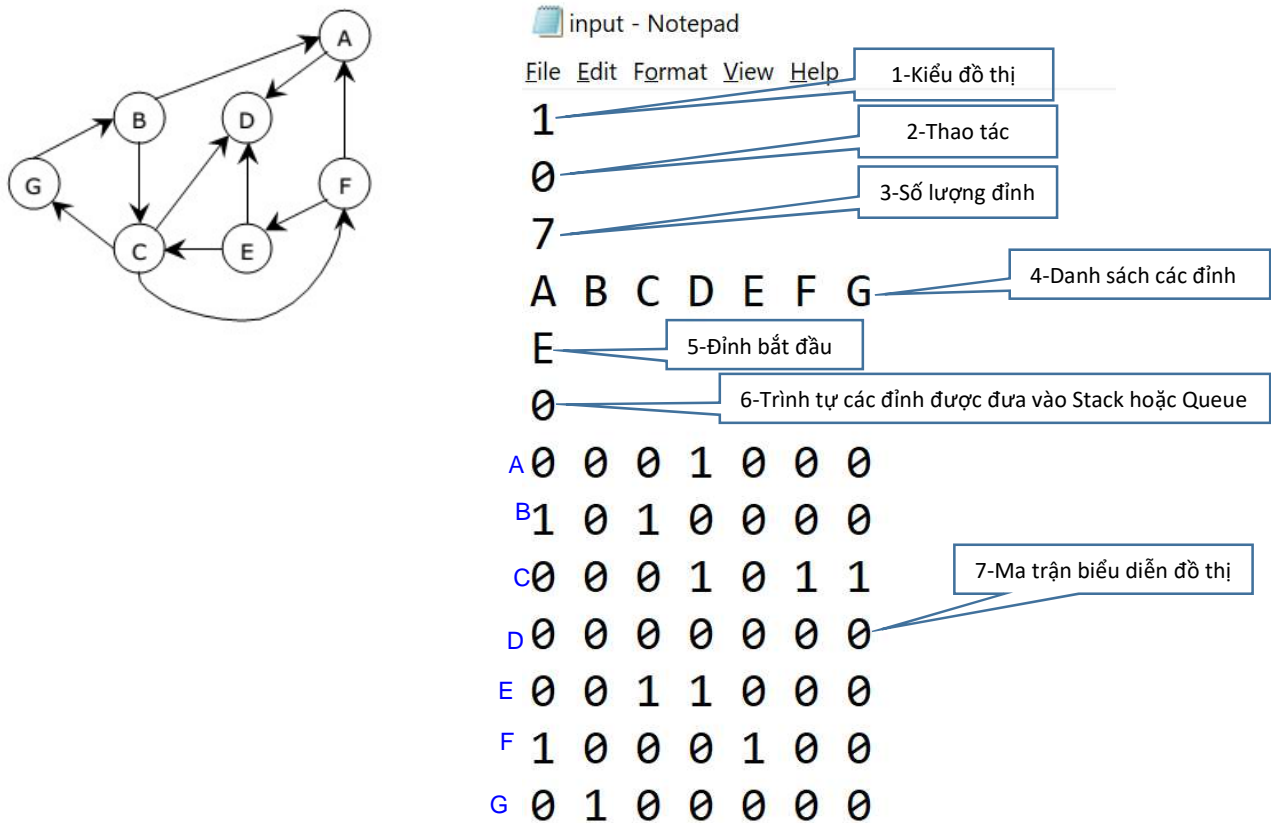 A
B
D
G
F
C
E
input - Notepad
File Edit Format View Help
1-Kiểu đồ thị
1
2-Thao tác
0
3-Số lượng đỉnh
7
4-Danh sách các đỉnh
A B C D E F G
5-Đỉnh bắt đầu
E
6-Trình tự các đỉnh được đưa vào Stack hoặc Queue
0
A 0 0 0 1 0 0 0
B 1 0 1 0 0 0 0
7-Ma trận biểu diễn đồ thị
C 0 0 0 1 0 1 1
D 0 0 0 0 0 0 0
E 0 0 1 1 0 0 0
F 1 0 0 0 1 0 0
G 0 1 0 0 0 0 0